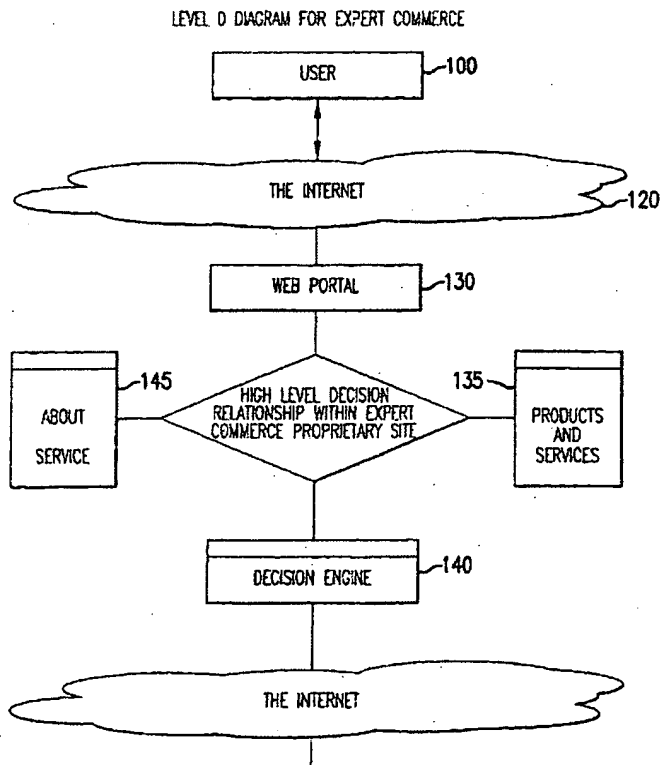 LEVEL 0 DIAGRAM FOR EXPERT COMMERCE
USER
100
THE INTERNET
120
WEB PORTAL
130
145
ABOUT
SERVICE
HIGH LEVEL DECISION
RELATIONSHIP WITHIN EXPERT
COMMERCE PROPRIETARY SITE
135
PRODUCTS
AND
SERVICES
DECISION ENGINE
140
THE INTERNET